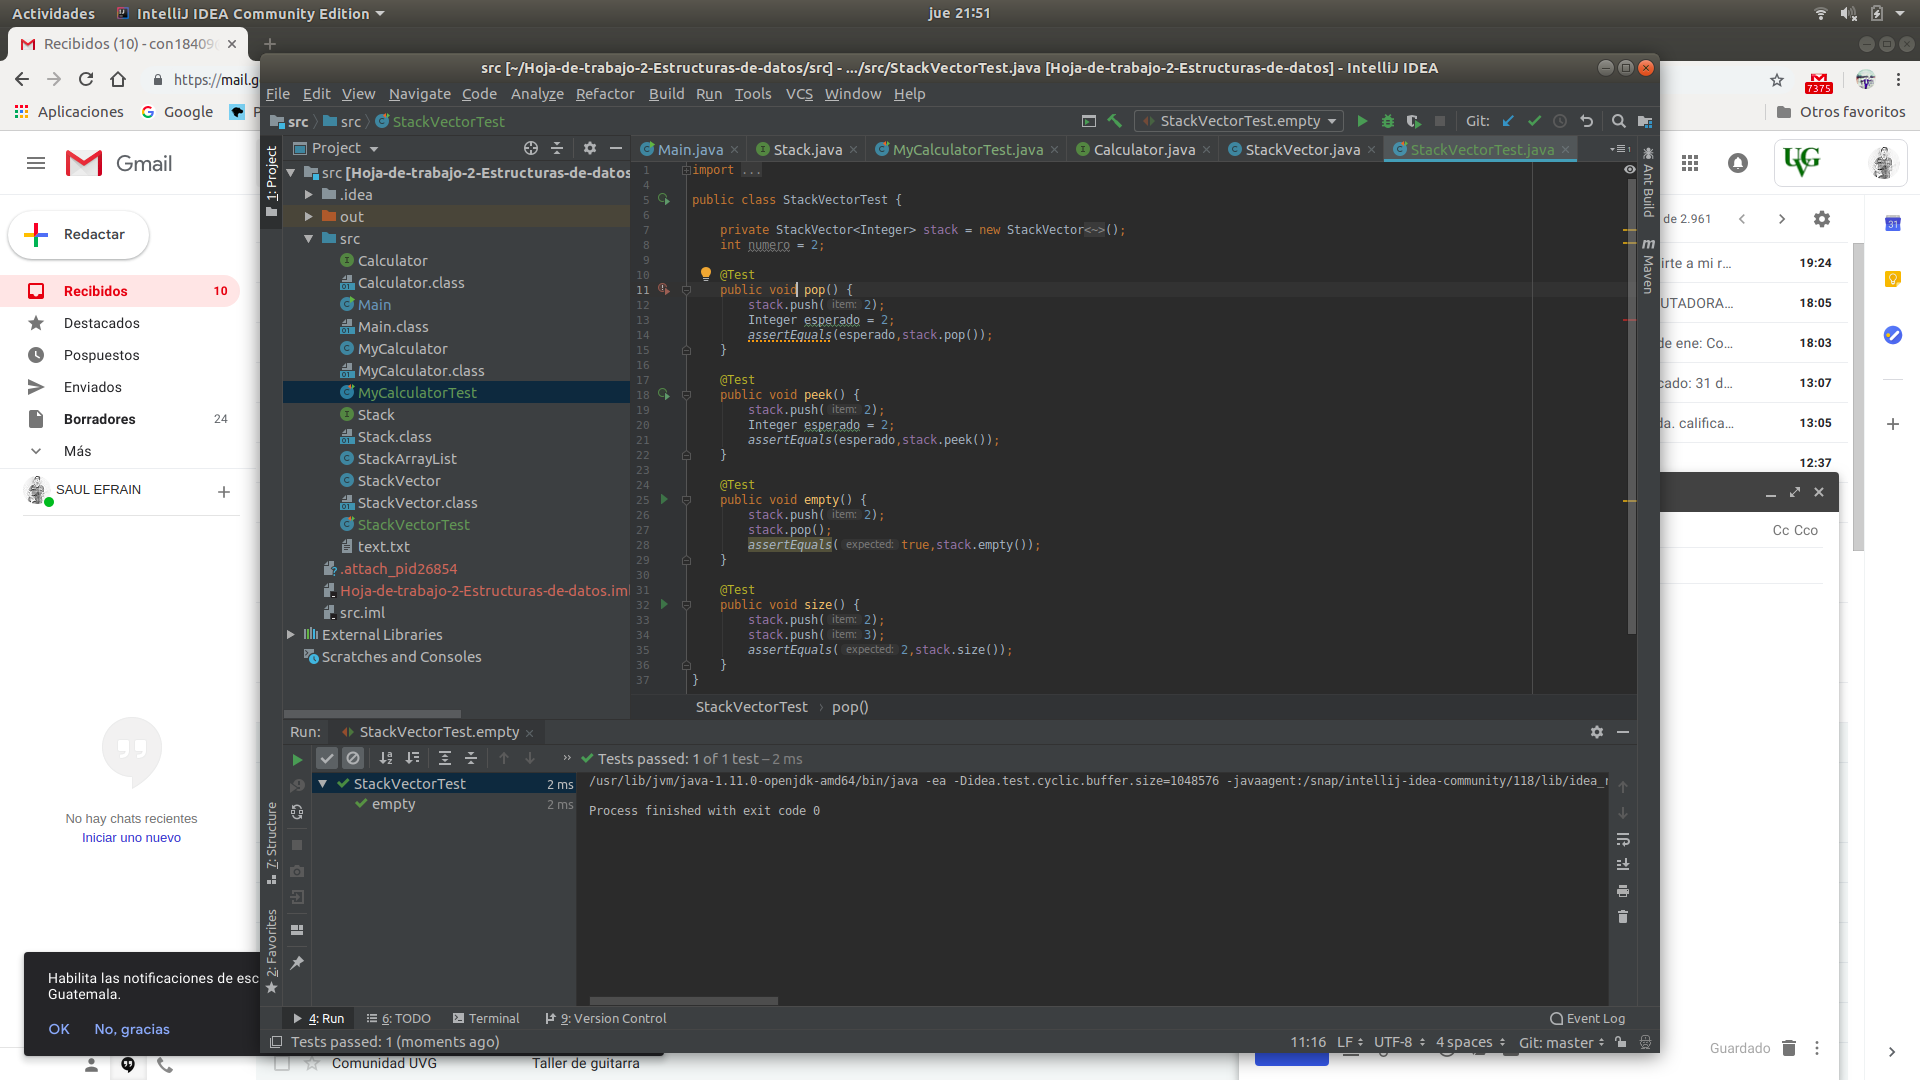 Actividades
IntelliJ IDEA Community Edition
jue 21:51
Recibidos (10) - con18409
src [~/Hoja-de-trabajo-2-Estructuras-de-datos/src] - .../src/StackVectorTest.java [Hoja-de-trabajo-2-Estructuras-de-datos] - IntelliJ IDEA
https://mail.g
File Edit View Navigate Code Analyze Refactor Build Run Tools VCS Window Help
7375
Aplicaciones
Google
Otros favoritos
src src StackVectorTest
StackVectorTest.empty
Git:
Project
Main.java
Stack.java
MyCalculatorTest.java
Calculator.java
StackVector.java
StackVectorTest.java
Gmail
UVG
Redactar
Recibidos 10
Destacados
Pospuestos
Enviados
Borradores 24
Más
SAUL EFRAIN
No hay chats recientes
Iniciar uno nuevo
Habilita las notificaciones de esc
Guatemala.
OK
No, gracias
1: Project
7: Structure
2: Favorites
src [Hoja-de-trabajo-2-Estructuras-de-datos
.idea
out
src
Calculator
Calculator.class
Main
Main.class
MyCalculator
MyCalculator.class
MyCalculatorTest
Stack
Stack.class
StackArrayList
StackVector
StackVector.class
StackVectorTest
text.txt
.attach_pid26854
Hoja-de-trabajo-2-Estructuras-de-datos.iml
src.iml
External Libraries
Scratches and Consoles
1 import ...
4
5 public class StackVectorTest {
6
7 private StackVector<Integer> stack = new StackVector<~>();
8 int numero = 2;
9
10 @Test
11 public void pop() {
12 stack.push( item: 2);
13 Integer esperado = 2;
14 assertEquals(esperado,stack.pop());
15 }
16
17 @Test
18 public void peek() {
19 stack.push( item: 2);
20 Integer esperado = 2;
21 assertEquals(esperado,stack.peek());
22 }
23
24 @Test
25 public void empty() {
26 stack.push( item: 2);
27 stack.pop();
28 assertEquals( expected: true,stack.empty());
29 }
30
31 @Test
32 public void size() {
33 stack.push( item: 2);
34 stack.push( item: 3);
35 assertEquals( expected: 2,stack.size());
36 }
37 }
StackVectorTest › pop()
Ant Build
Maven
de 2.961
irte a mi r... 19:24
UTADORA... 18:05
de ene: Co... 18:03
cado: 31 d... 13:07
da. califica... 13:05
12:37
31
Cc Cco
Guardado
Run:
StackVectorTest.empty
Tests passed: 1 of 1 test – 2 ms
StackVectorTest 2 ms
empty 2 ms
/usr/lib/jvm/java-1.11.0-openjdk-amd64/bin/java -ea -Didea.test.cyclic.buffer.size=1048576 -javaagent:/snap/intellij-idea-community/118/lib/idea_r
Process finished with exit code 0
4: Run
6: TODO
Terminal
9: Version Control
Event Log
Tests passed: 1 (moments ago)
11:16 LF UTF-8 4 spaces Git: master
Comunidad UVG
Taller de guitarra